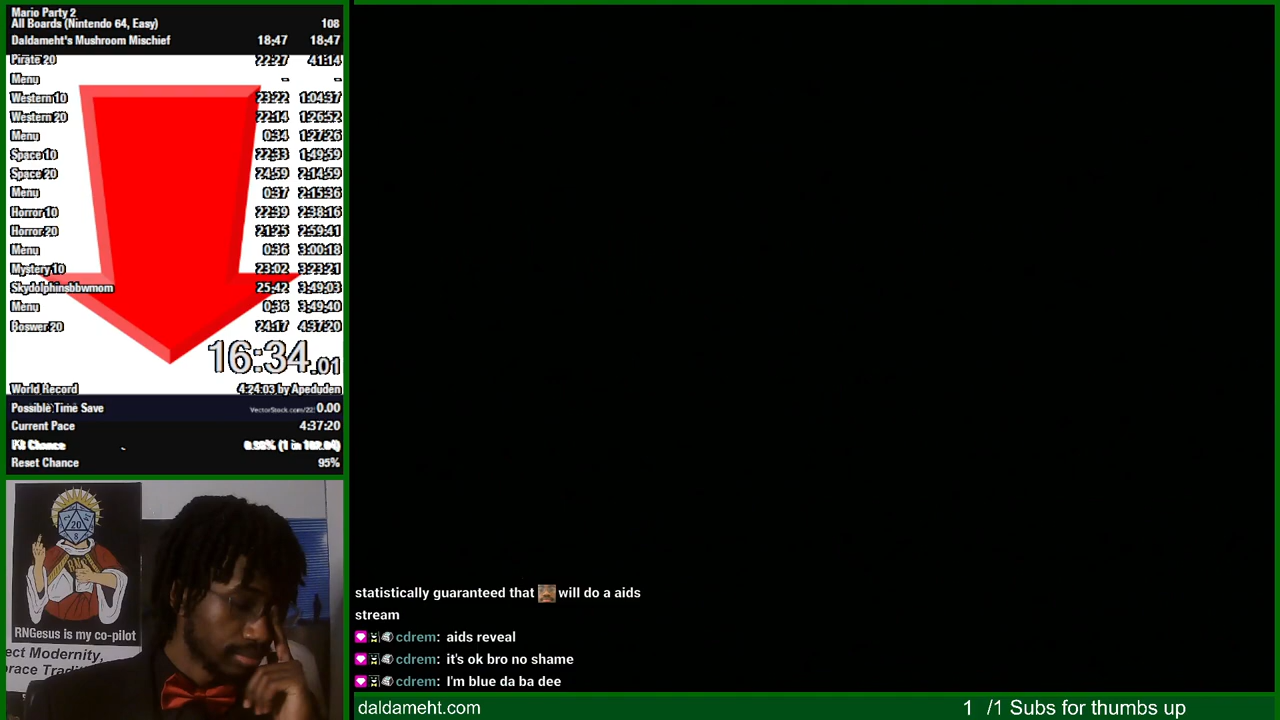 Mario Party 2
All Boards (Nintendo 64, Easy) 108
Daldameht's Mushroom Mischief 18:47 18:47
Pirate 20 22:27 41:14
Menu - -
Western 10 23:22 1:04:37
Western 20 22:14 1:26:52
Menu 0:34 1:27:26
Space 10 22:33 1:49:59
Space 20 24:59 2:14:59
Menu 0:37 2:15:36
Horror 10 22:39 2:38:16
Horror 20 21:25 2:59:41
Menu 0:36 3:00:18
Mystery 10 23:02 3:23:21
Skydolphinsbbwmom 25:42 3:49:03
Menu 0:36 3:49:40
Boswer 20 24:17 4:37:20
16:34.01
World Record 4:24:03 by Apeduden
Possible Time Save 0.00
Current Pace 4:37:20
Reset Chance 95%
20
8
RNGesus is my co-pilot
ect Modernity,
brace Tradi
statistically guaranteed that will do a aids
stream
cdrem: aids reveal
cdrem: it's ok bro no shame
cdrem: I'm blue da ba dee
daldameht.com 1 /1 Subs for thumbs up